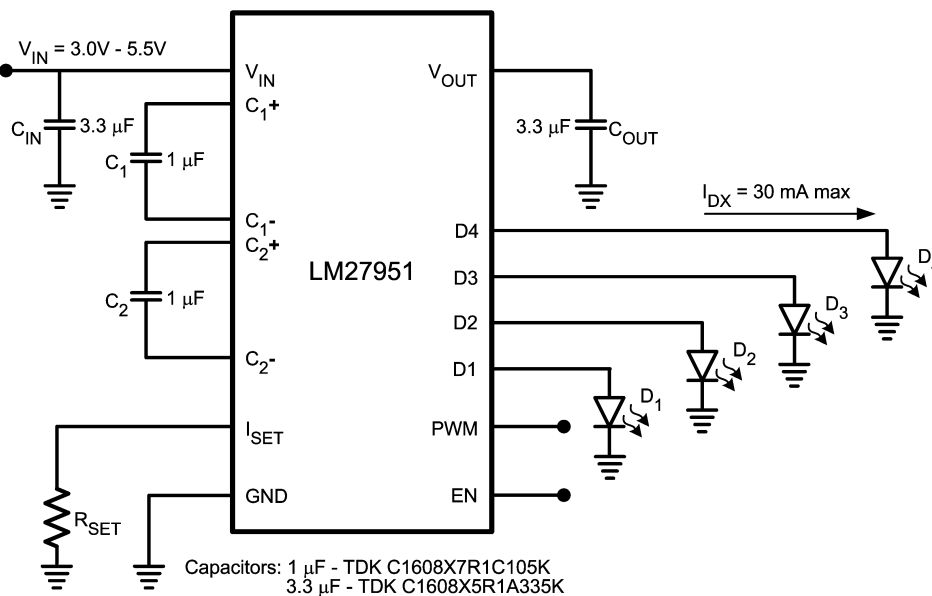 V_IN = 3.0V - 5.5V
C_IN
3.3 μF
C_1
1 μF
C_2
1 μF
R_SET
V_IN
C_1+
C_1-
C_2+
C_2-
I_SET
GND
LM27951
V_OUT
D4
D3
D2
D1
PWM
EN
3.3 μF
C_OUT
I_DX = 30 mA max
D
D_3
D_2
D_1
Capacitors: 1 μF - TDK C1608X7R1C105K
3.3 μF - TDK C1608X5R1A335K